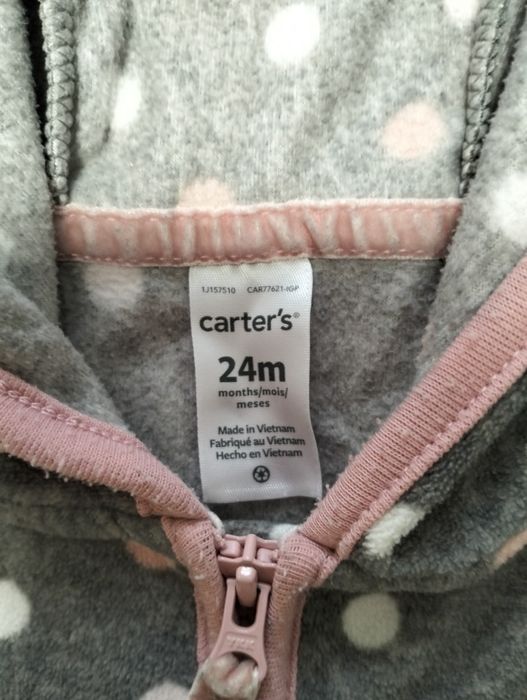 1J157510 CAR77621-IGP
carter's®
24m
months/mois/
meses
Made in Vietnam
Fabriqué au Vietnam
Hecho en Vietnam